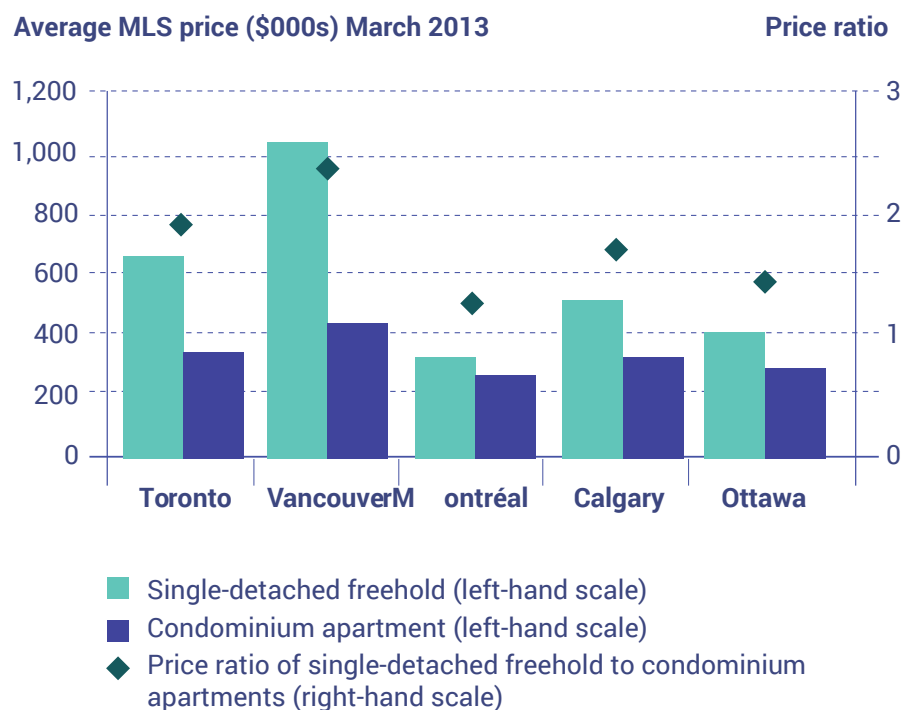 Average MLS price ($000s) March 2013 Price ratio
1,200 3
1,000
800 2
600
400 1
200
0 0
Toronto VancouverM ontréal Calgary Ottawa
Single-detached freehold (left-hand scale)
Condominium apartment (left-hand scale)
Price ratio of single-detached freehold to condominium
apartments (right-hand scale)